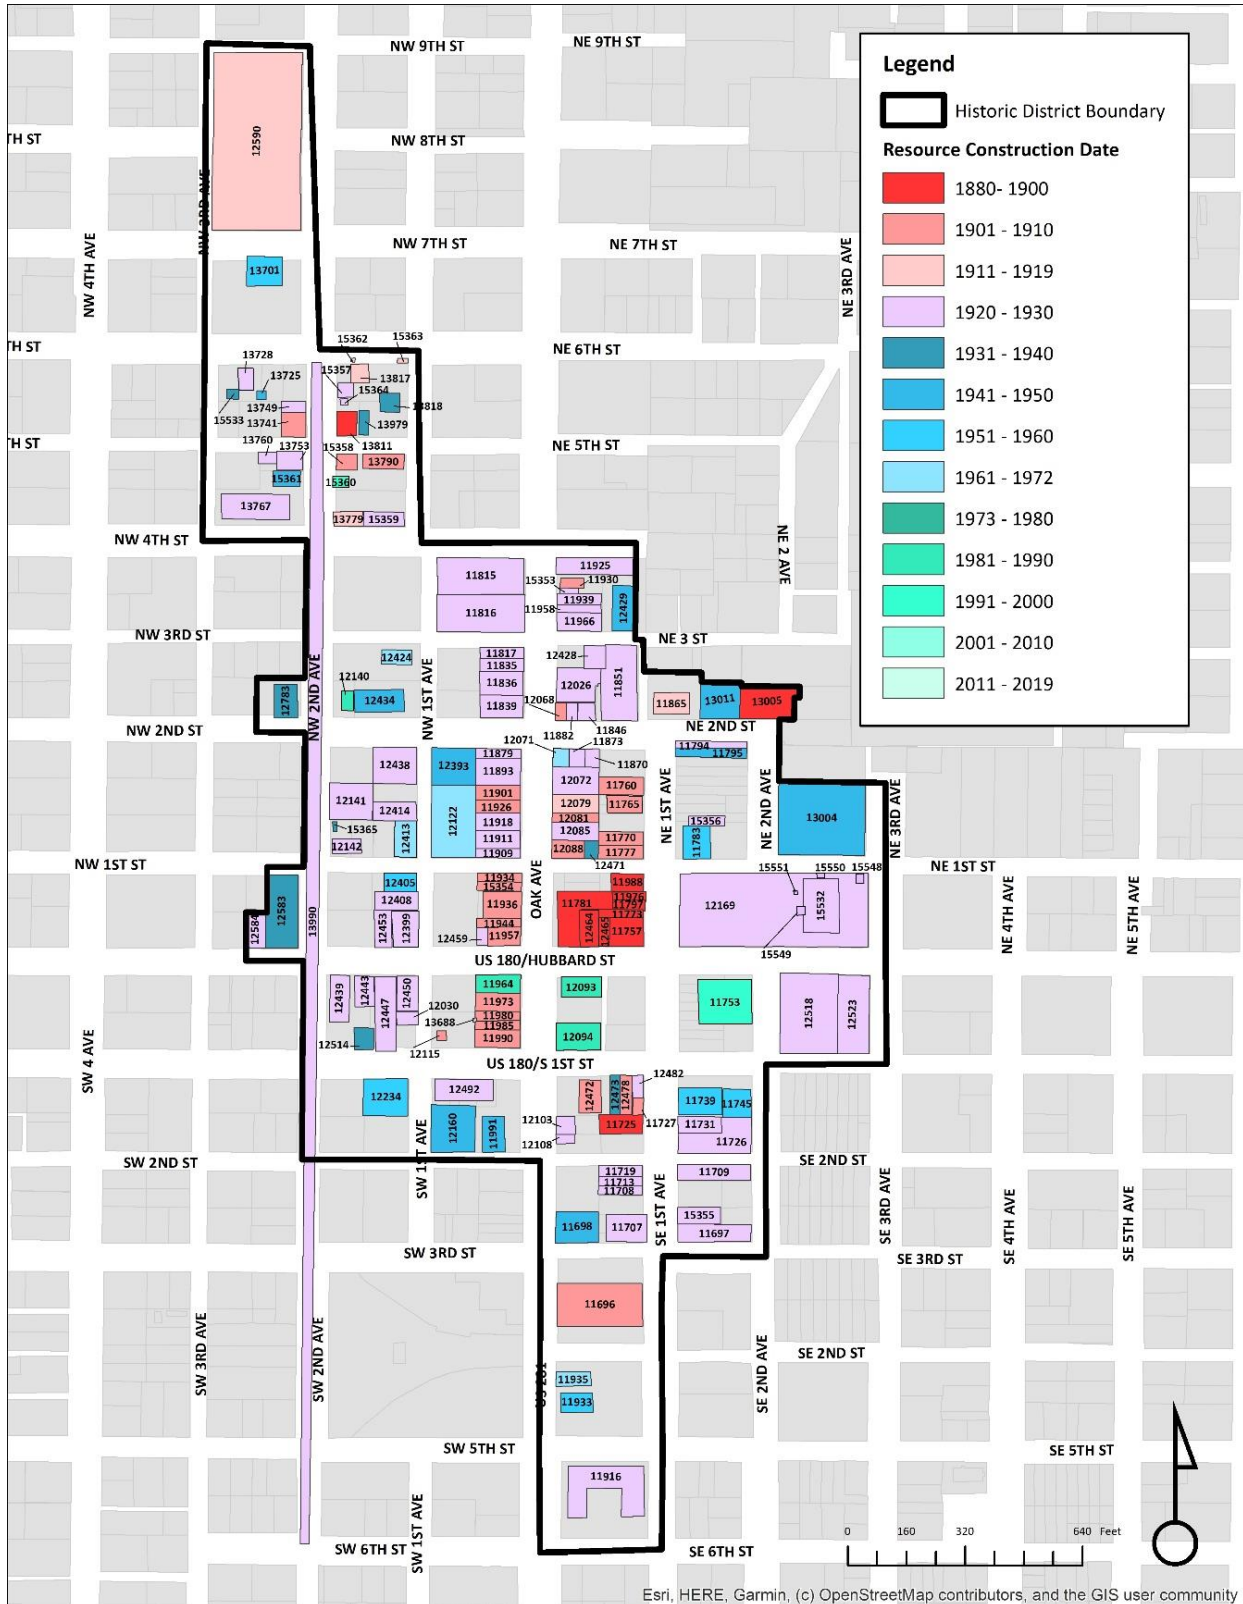 NW 9TH ST
NE 9TH ST
Legend
Historic District Boundary
Resource Construction Date
1880- 1900
1901 - 1910
1911 - 1919
1920 - 1930
1931 - 1940
1941 - 1950
1951 - 1960
1961 - 1972
1973 - 1980
1981 - 1990
1991 - 2000
2001 - 2010
2011 - 2019
TH ST
NW 8TH ST
12590
NW 3RD AVE
NW 4TH AVE
NW 7TH ST
NE 7TH ST
NE 3RD AVE
13701
TH ST
15362
15363
NE 6TH ST
13728
13725
15357
13817
15364
13818
15533
13749
13741
13979
13811
TH ST
NE 5TH ST
13760
13753
15358
13790
15361
15360
13767
13779
15359
NW 4TH ST
NE 2 AVE
11815
11925
15353
11930
11816
11939
11958
11966
12429
NW 3RD ST
NE 3 ST
12424
11817
11835
12428
11851
12140
12434
11836
12026
12783
NW 2ND AVE
NW 1ST AVE
11839
12068
11865
13011
13005
NW 2ND ST
11882
11846
NE 2ND ST
12071
11873
11870
11794
11795
12438
12393
11879
11893
12072
11760
12141
12414
11901
11926
12079
11765
12122
11918
12081
12085
15365
12413
11911
11770
15356
11783
12142
11909
12088
11777
12471
NE 1ST AVE
NE 2ND AVE
13004
NE 3RD AVE
NW 1ST ST
NE 1ST ST
OAK AVE
15551
15550
15548
12405
11934
15354
11988
12583
12408
11936
11781
11976
11797
12169
15532
12584
13990
12453
12399
11944
11773
12459
11957
12464
12465
11757
15549
NE 4TH AVE
NE 5TH AVE
US 180/HUBBARD ST
12439
12443
12450
11964
12093
11753
12518
12523
12447
12030
11973
13688
11980
11985
12514
12115
11990
12094
US 180/S 1ST ST
SW 4 AVE
12482
12234
12492
12472
12473
12478
11739
11745
12160
11991
12103
11725
11727
11731
12108
11726
SW 2ND ST
SW 1ST AVE
SE 2ND ST
11719
11713
11708
11709
SE 1ST AVE
15355
11698
11707
11697
SE 3RD AVE
SE 4TH AVE
SE 5TH AVE
SW 3RD ST
SE 3RD ST
11696
SW 3RD AVE
SW 2ND AVE
SE 2ND ST
SE 2ND AVE
11935
11933
SW 5TH ST
SE 5TH ST
11916
SW 1ST AVE
SW 6TH ST
SE 6TH ST
0 160 320 640 Feet
Esri, HERE, Garmin, (c) OpenStreetMap contributors, and the GIS user community